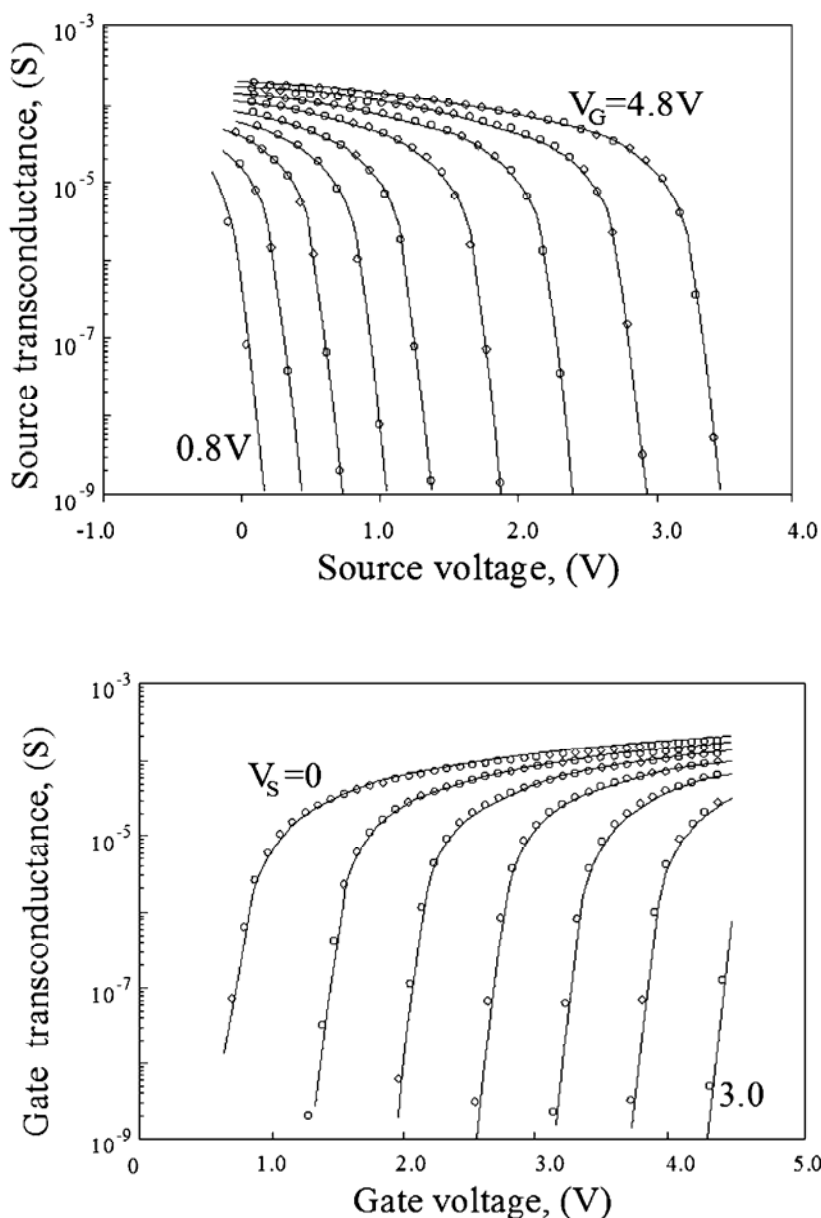 Source transconductance, (S)
10⁻³
10⁻⁵
10⁻⁷
10⁻⁹
V_G=4.8V
0.8V
-1.0 0 1.0 2.0 3.0 4.0
Source voltage, (V)
Gate transconductance, (S)
10⁻³
10⁻⁵
10⁻⁷
10⁻⁹
V_S=0
3.0
0 1.0 2.0 3.0 4.0 5.0
Gate voltage, (V)